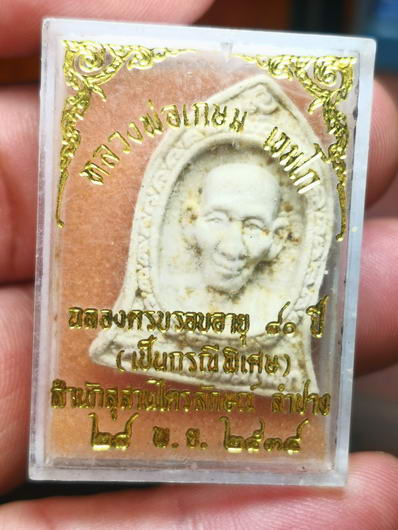 หลวงพ่อเกษม เขมโก
ฉลองครบรอบอายุ ๘๐ ปี
(เป็นกรณีพิเศษ)
สำนักสุสานไตรลักษณ์ ลำปาง
๒๘ พ.ย. ๒๕๓๔